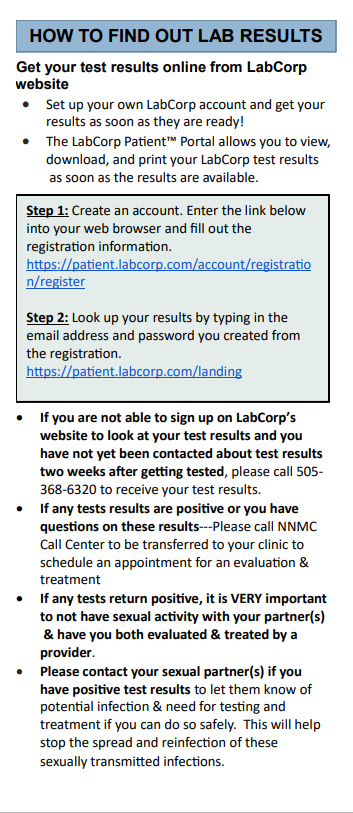 HOW TO FIND OUT LAB RESULTS
Get your test results online from LabCorp
website
• Set up your own LabCorp account and get your
results as soon as they are ready!
• The LabCorp Patient™ Portal allows you to view,
download, and print your LabCorp test results
as soon as the results are available.
Step 1: Create an account. Enter the link below
into your web browser and fill out the
registration information.
https://patient.labcorp.com/account/registratio
n/register
Step 2: Look up your results by typing in the
email address and password you created from
the registration.
https://patient.labcorp.com/landing
• If you are not able to sign up on LabCorp's
website to look at your test results and you
have not yet been contacted about test results
two weeks after getting tested, please call 505-
368-6320 to receive your test results.
• If any tests results are positive or you have
questions on these results---Please call NNMC
Call Center to be transferred to your clinic to
schedule an appointment for an evaluation &
treatment
• If any tests return positive, it is VERY important
to not have sexual activity with your partner(s)
& have you both evaluated & treated by a
provider.
• Please contact your sexual partner(s) if you
have positive test results to let them know of
potential infection & need for testing and
treatment if you can do so safely. This will help
stop the spread and reinfection of these
sexually transmitted infections.